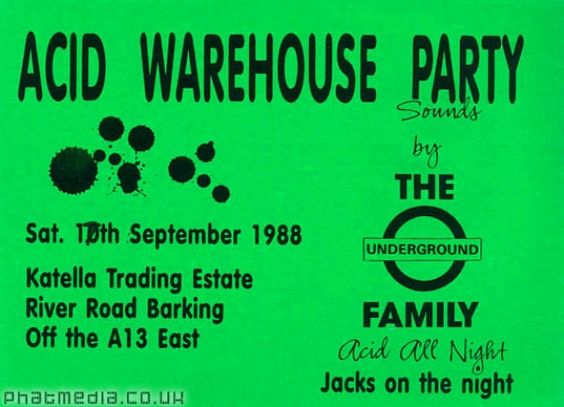 ACID WAREHOUSE PARTY
Sounds
by
THE
UNDERGROUND
FAMILY
Acid All Night
Jacks on the night
Sat. 17th September 1988
Katella Trading Estate
River Road Barking
Off the A13 East
phatmedia.co.uk